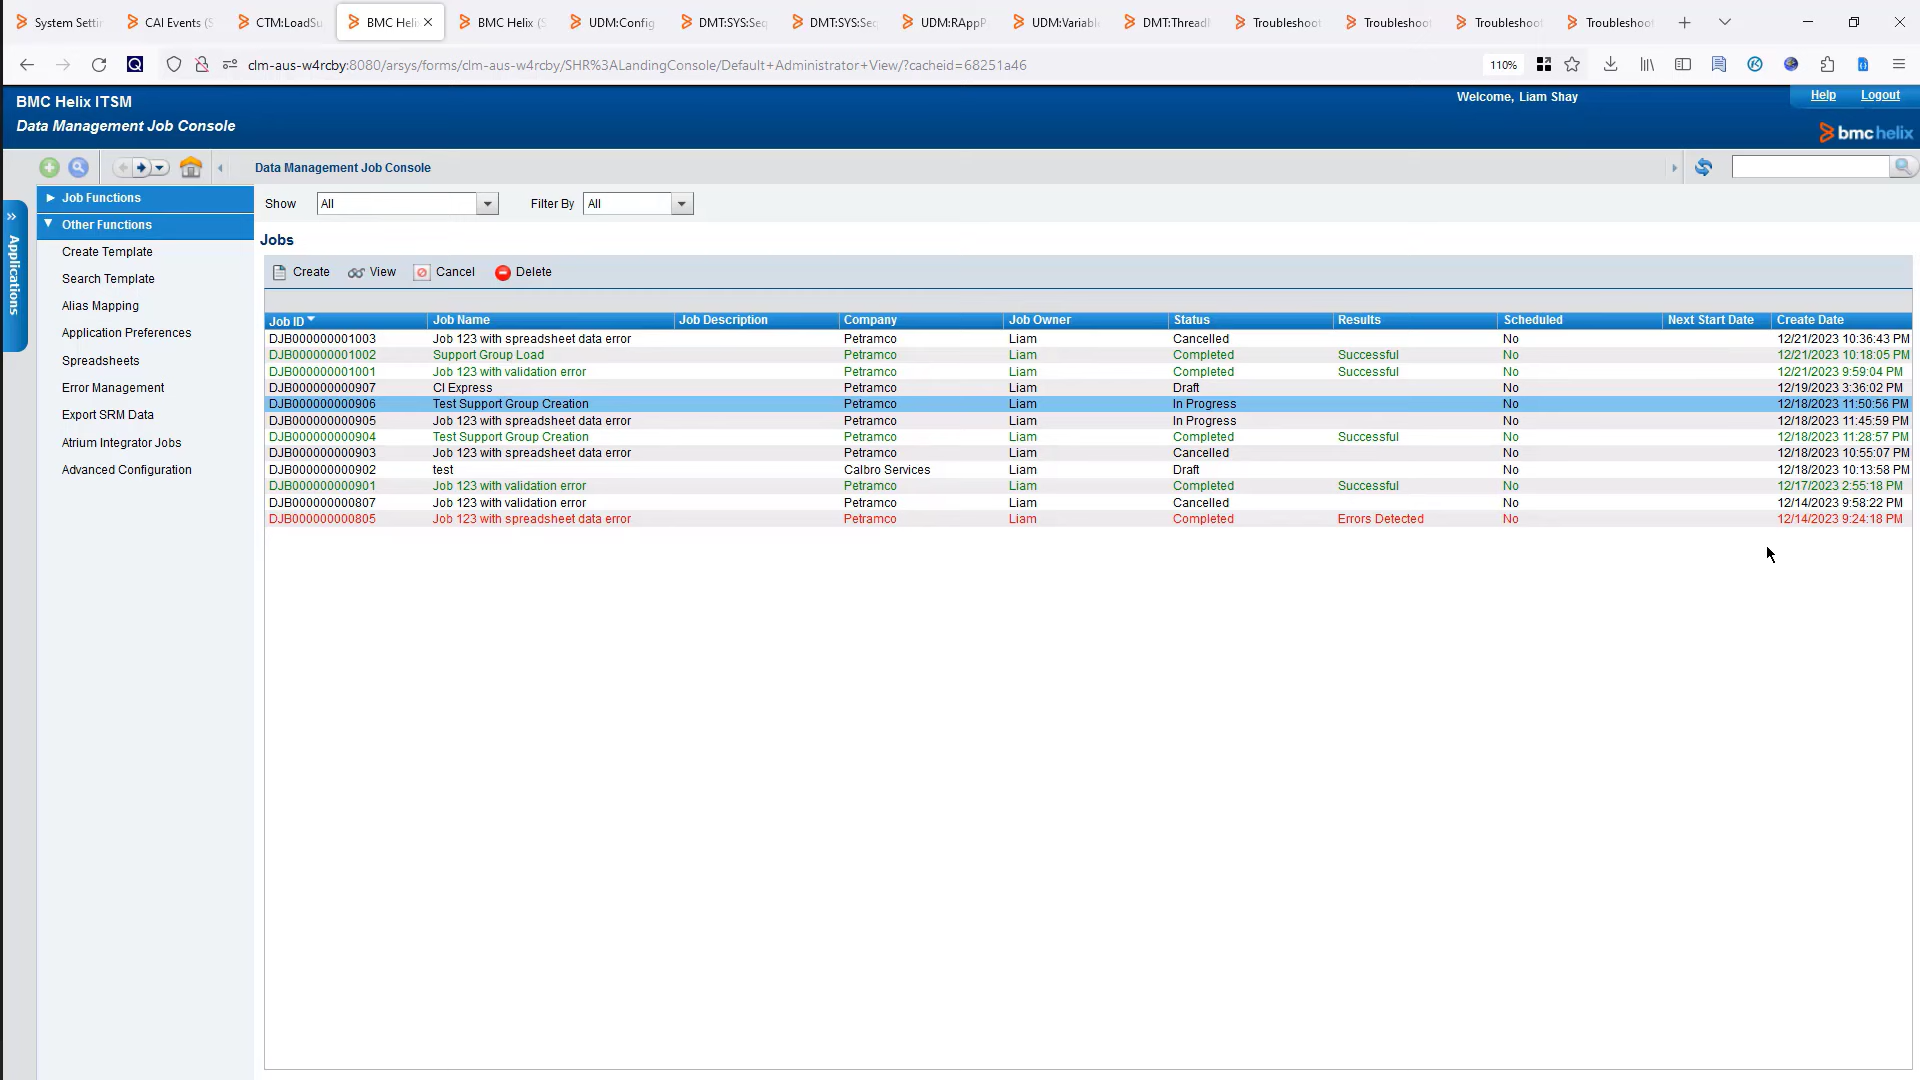 System Settin
CAI Events (S
CTM:LoadSu
BMC Heli
BMC Helix (S
UDM:Config
DMT:SYS:Seq
DMT:SYS:Seq
UDM:RAppP
UDM:Variabl
DMT:Thread
Troubleshoot
Troubleshoot
Troubleshoot
Troubleshoot
clm-aus-w4rcby:8080/arsys/forms/clm-aus-w4rcby/SHR%3ALandingConsole/Default+Administrator+View/?cacheid=68251a46
110%
BMC Helix ITSM
Welcome, Liam Shay
Help
Logout
Data Management Job Console
bmc helix
Data Management Job Console
Applications
Job Functions
Other Functions
Create Template
Search Template
Alias Mapping
Application Preferences
Spreadsheets
Error Management
Export SRM Data
Atrium Integrator Jobs
Advanced Configuration
Show All Filter By All
Jobs
Create View Cancel Delete
Job ID Job Name Job Description Company Job Owner Status Results Scheduled Next Start Date Create Date
DJB000000001003 Job 123 with spreadsheet data error Petramco Liam Cancelled No 12/21/2023 10:36:43 PM
DJB000000001002 Support Group Load Petramco Liam Completed Successful No 12/21/2023 10:18:05 PM
DJB000000001001 Job 123 with validation error Petramco Liam Completed Successful No 12/21/2023 9:59:04 PM
DJB000000000907 CI Express Petramco Liam Draft No 12/19/2023 3:36:02 PM
DJB000000000906 Test Support Group Creation Petramco Liam In Progress No 12/18/2023 11:50:56 PM
DJB000000000905 Job 123 with spreadsheet data error Petramco Liam In Progress No 12/18/2023 11:45:59 PM
DJB000000000904 Test Support Group Creation Petramco Liam Completed Successful No 12/18/2023 11:28:57 PM
DJB000000000903 Job 123 with spreadsheet data error Petramco Liam Cancelled No 12/18/2023 10:55:07 PM
DJB000000000902 test Calbro Services Liam Draft No 12/18/2023 10:13:58 PM
DJB000000000901 Job 123 with validation error Petramco Liam Completed Successful No 12/17/2023 2:55:18 PM
DJB000000000807 Job 123 with validation error Petramco Liam Cancelled No 12/14/2023 9:58:22 PM
DJB000000000805 Job 123 with spreadsheet data error Petramco Liam Completed Errors Detected No 12/14/2023 9:24:18 PM